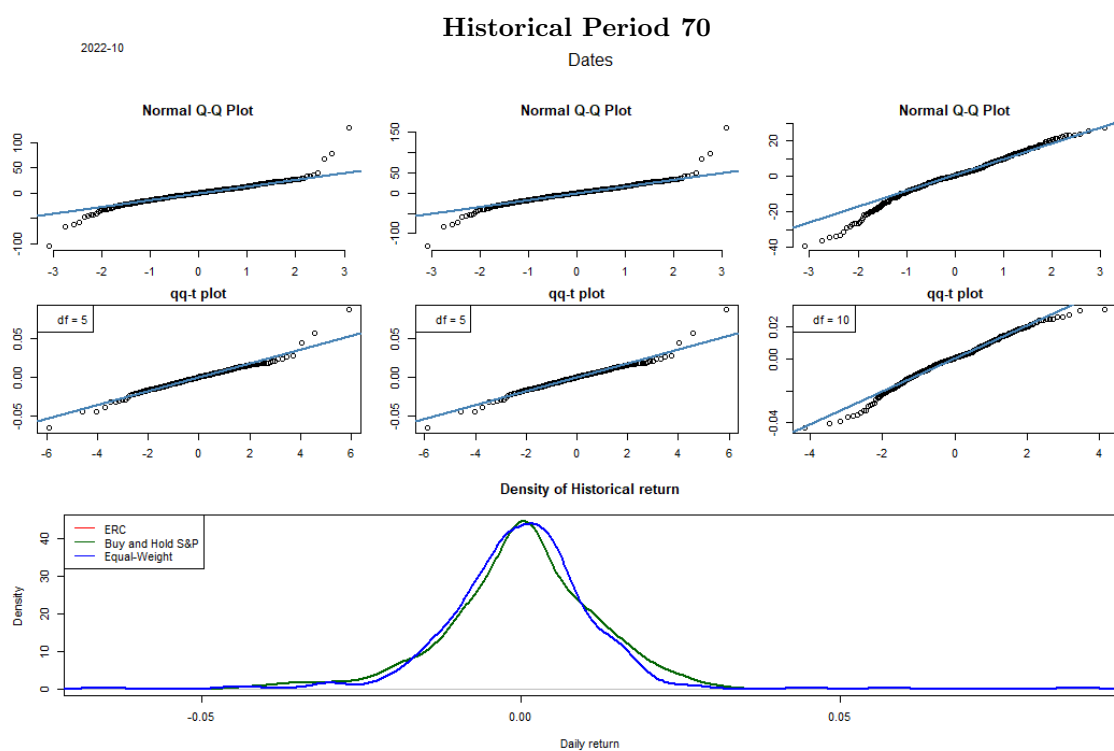 Historical Period 70
2022-10
Dates
Normal Q-Q Plot
Normal Q-Q Plot
Normal Q-Q Plot
-100 0 50 100
-3 -2 -1 0 1 2 3
-100 0 50 150
-3 -2 -1 0 1 2 3
-40 -20 0 20
-3 -2 -1 0 1 2 3
qq-t plot
qq-t plot
qq-t plot
df = 5
-0.05 0.00 0.05
-6 -4 -2 0 2 4 6
df = 5
-0.05 0.00 0.05
-6 -4 -2 0 2 4 6
df = 10
-0.04 0.00 0.02
-4 -2 0 2 4
Density of Historical return
ERC
Buy and Hold S&P
Equal-Weight
Density
0 10 20 30 40
-0.05 0.00 0.05
Daily return